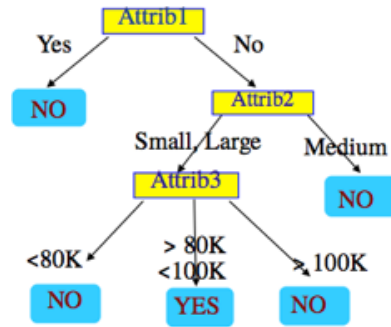 Attrib1
Yes No
NO Attrib2
Small, Large Medium
Attrib3 NO
<80K > 80K > 100K
<100K
NO YES NO